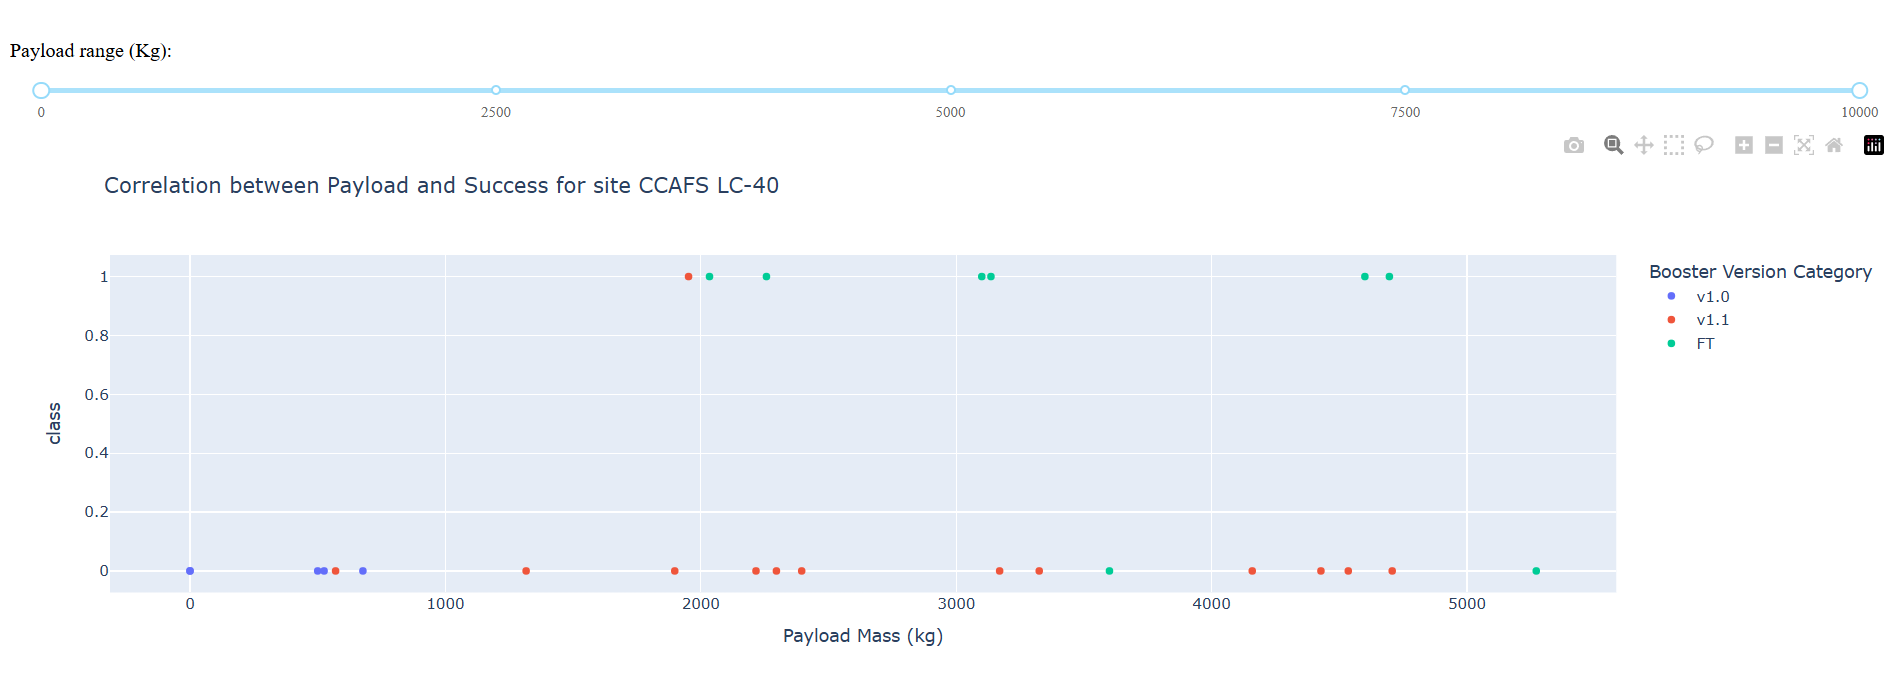 Payload range (Kg):
0 2500 5000 7500 10000
Correlation between Payload and Success for site CCAFS LC-40
Booster Version Category
v1.0
v1.1
FT
1
0.8
0.6
0.4
0.2
0
class
0 1000 2000 3000 4000 5000
Payload Mass (kg)